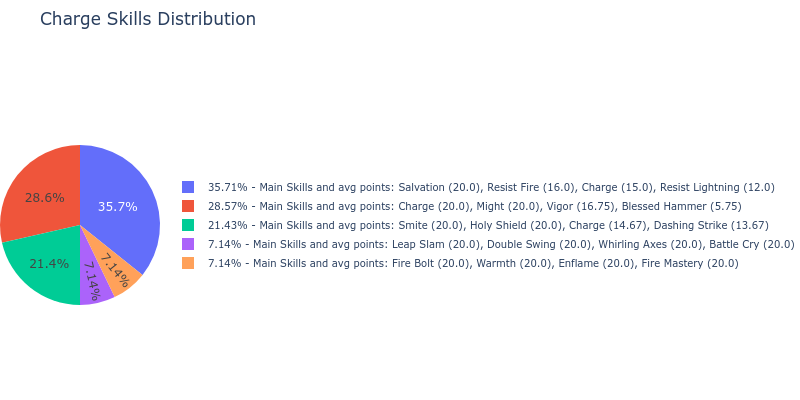 Charge Skills Distribution
35.7%
28.6%
21.4%
7.14%
7.14%
35.71% - Main Skills and avg points: Salvation (20.0), Resist Fire (16.0), Charge (15.0), Resist Lightning (12.0)
28.57% - Main Skills and avg points: Charge (20.0), Might (20.0), Vigor (16.75), Blessed Hammer (5.75)
21.43% - Main Skills and avg points: Smite (20.0), Holy Shield (20.0), Charge (14.67), Dashing Strike (13.67)
7.14% - Main Skills and avg points: Leap Slam (20.0), Double Swing (20.0), Whirling Axes (20.0), Battle Cry (20.0)
7.14% - Main Skills and avg points: Fire Bolt (20.0), Warmth (20.0), Enflame (20.0), Fire Mastery (20.0)